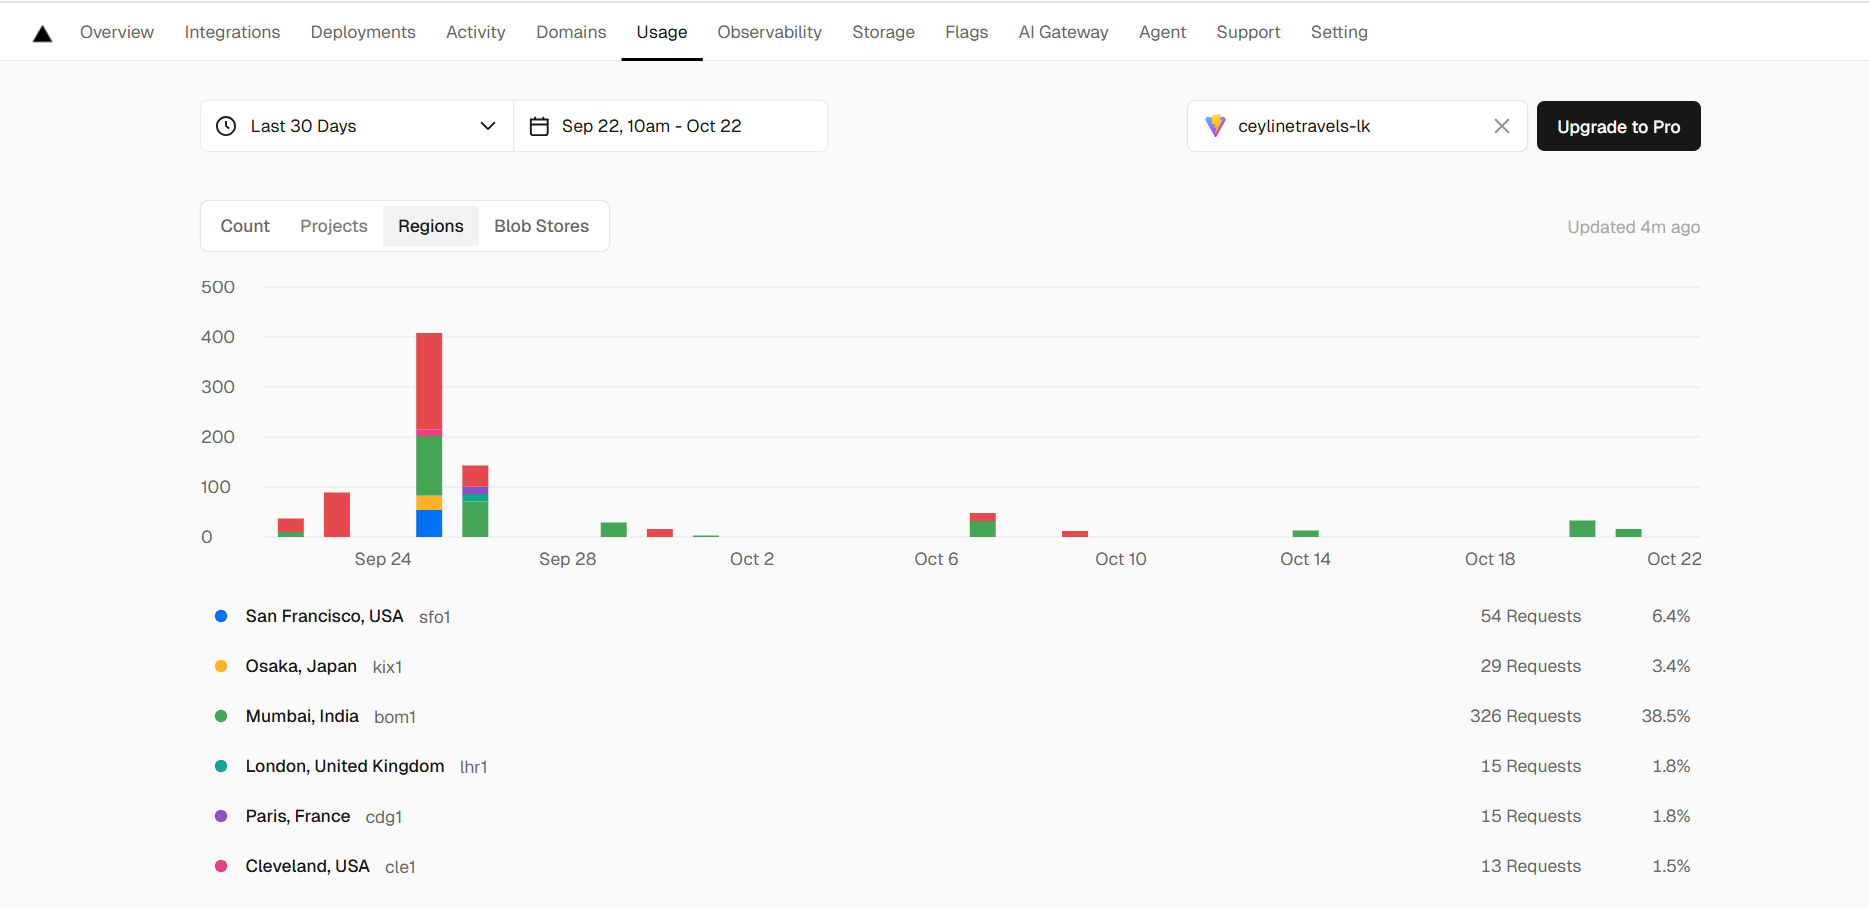 Overview Integrations Deployments Activity Domains Usage Observability Storage Flags AI Gateway Agent Support Setting
Last 30 Days Sep 22, 10am - Oct 22 ceylinetravels-lk Upgrade to Pro
Count Projects Regions Blob Stores Updated 4m ago
500
400
300
200
100
0
Sep 24 Sep 28 Oct 2 Oct 6 Oct 10 Oct 14 Oct 18 Oct 22
San Francisco, USA sfo1 54 Requests 6.4%
Osaka, Japan kix1 29 Requests 3.4%
Mumbai, India bom1 326 Requests 38.5%
London, United Kingdom lhr1 15 Requests 1.8%
Paris, France cdg1 15 Requests 1.8%
Cleveland, USA cle1 13 Requests 1.5%